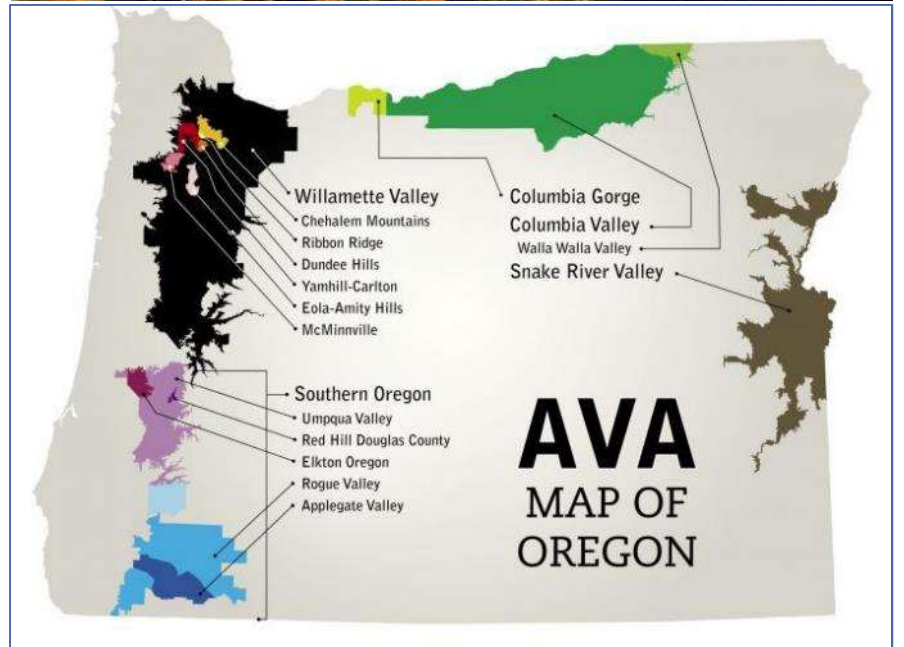 Willamette Valley
Chehalem Mountains
Ribbon Ridge
Dundee Hills
Yamhill-Carlton
Eola-Amity Hills
McMinnville
Columbia Gorge
Columbia Valley
Walla Walla Valley
Snake River Valley
Southern Oregon
Umpqua Valley
Red Hill Douglas County
Elkton Oregon
Rogue Valley
Applegate Valley
AVA
MAP OF
OREGON